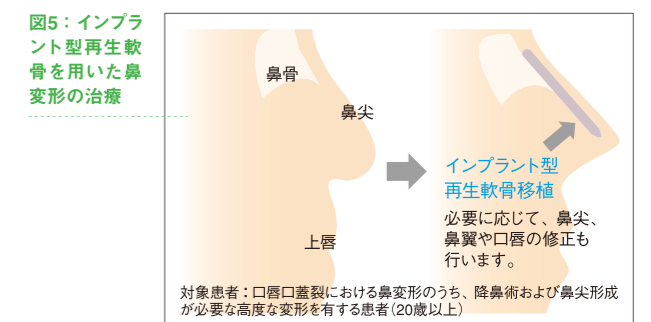 図5：インプラ
ント型再生軟
骨を用いた鼻
変形の治療
鼻骨
鼻尖
上唇
インプラント型
再生軟骨移植
必要に応じて、鼻尖、
鼻翼や口唇の修正も
行います。
対象患者：口唇口蓋裂における鼻変形のうち、降鼻術および鼻尖形成
が必要な高度な変形を有する患者（20歳以上）